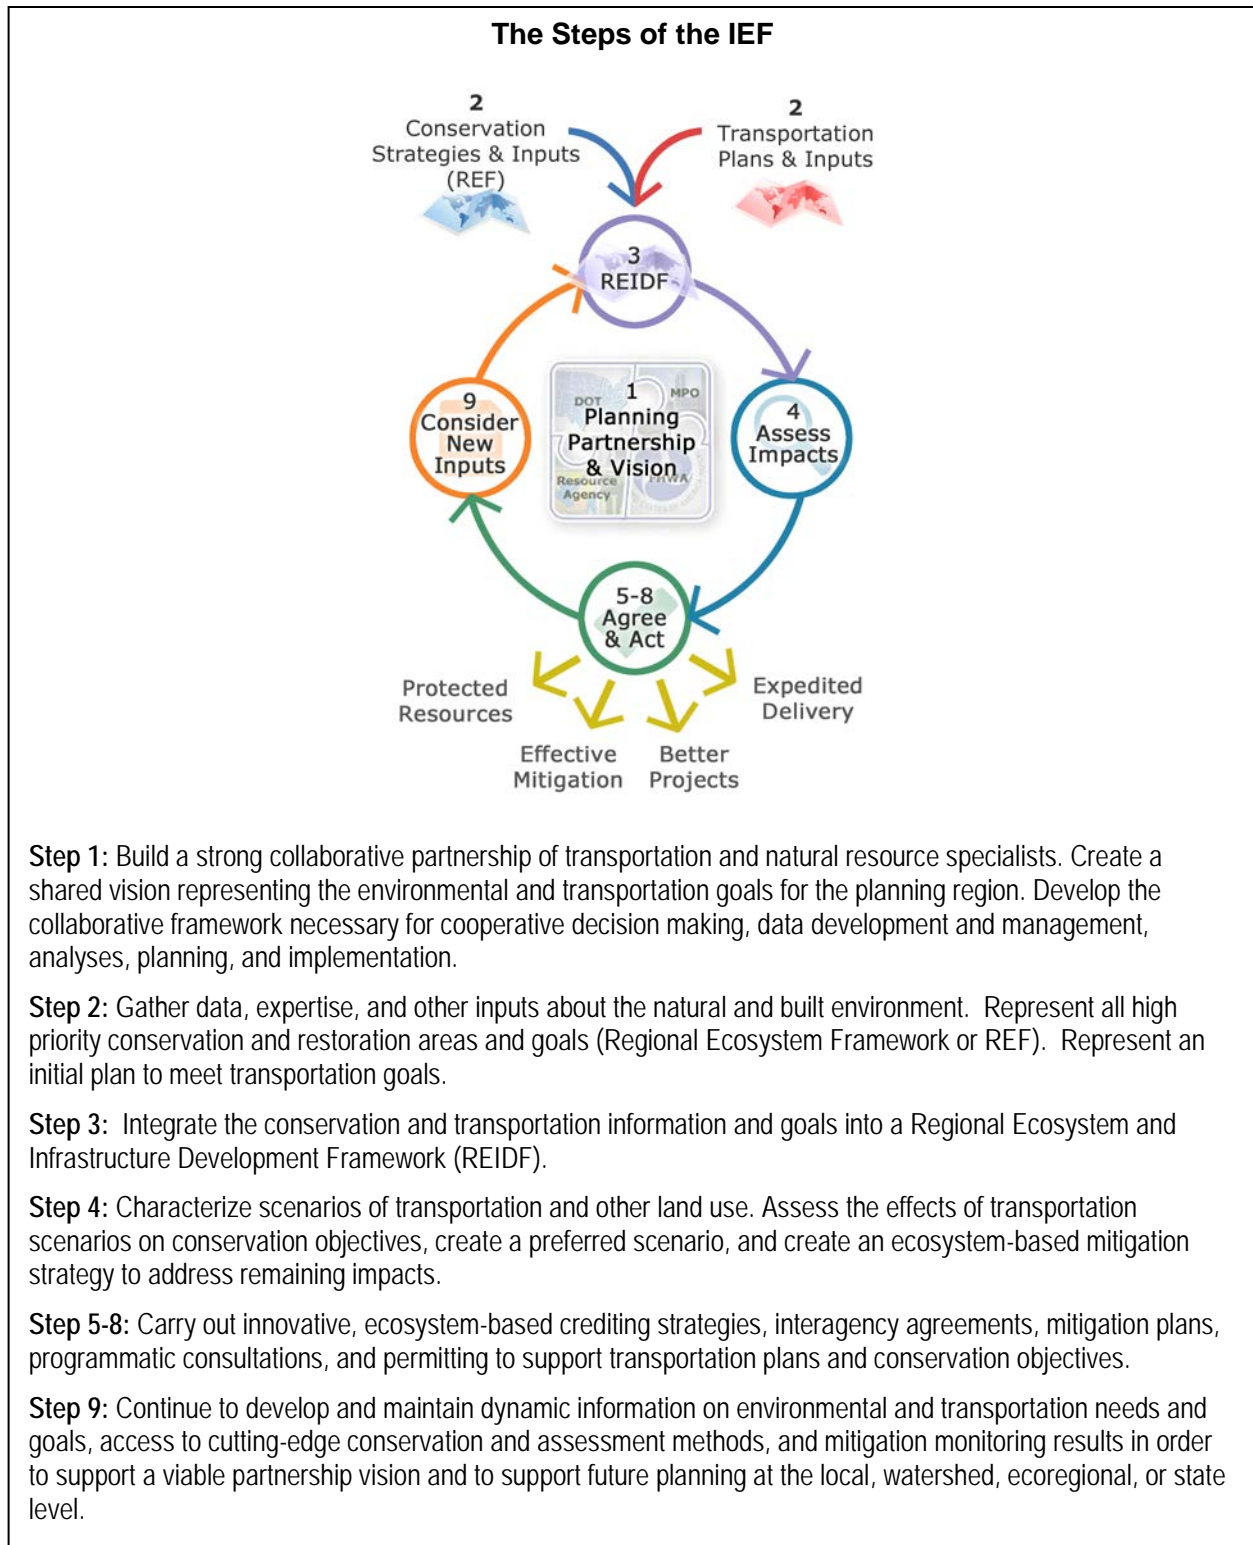 The Steps of the IEF
2
Conservation
Strategies & Inputs
(REF)
2
Transportation
Plans & Inputs
3
REIDF
9
Consider
New
Inputs
DOT
MPO
1
Planning
Partnership
& Vision
Resource
Agency
FHWA
4
Assess
Impacts
5-8
Agree
& Act
Protected
Resources
Effective
Mitigation
Better
Projects
Expedited
Delivery
Step 1: Build a strong collaborative partnership of transportation and natural resource specialists. Create a
shared vision representing the environmental and transportation goals for the planning region. Develop the
collaborative framework necessary for cooperative decision making, data development and management,
analyses, planning, and implementation.
Step 2: Gather data, expertise, and other inputs about the natural and built environment.  Represent all high
priority conservation and restoration areas and goals (Regional Ecosystem Framework or REF).  Represent an
initial plan to meet transportation goals.
Step 3:  Integrate the conservation and transportation information and goals into a Regional Ecosystem and
Infrastructure Development Framework (REIDF).
Step 4: Characterize scenarios of transportation and other land use. Assess the effects of transportation
scenarios on conservation objectives, create a preferred scenario, and create an ecosystem-based mitigation
strategy to address remaining impacts.
Step 5-8: Carry out innovative, ecosystem-based crediting strategies, interagency agreements, mitigation plans,
programmatic consultations, and permitting to support transportation plans and conservation objectives.
Step 9: Continue to develop and maintain dynamic information on environmental and transportation needs and
goals, access to cutting-edge conservation and assessment methods, and mitigation monitoring results in order
to support a viable partnership vision and to support future planning at the local, watershed, ecoregional, or state
level.